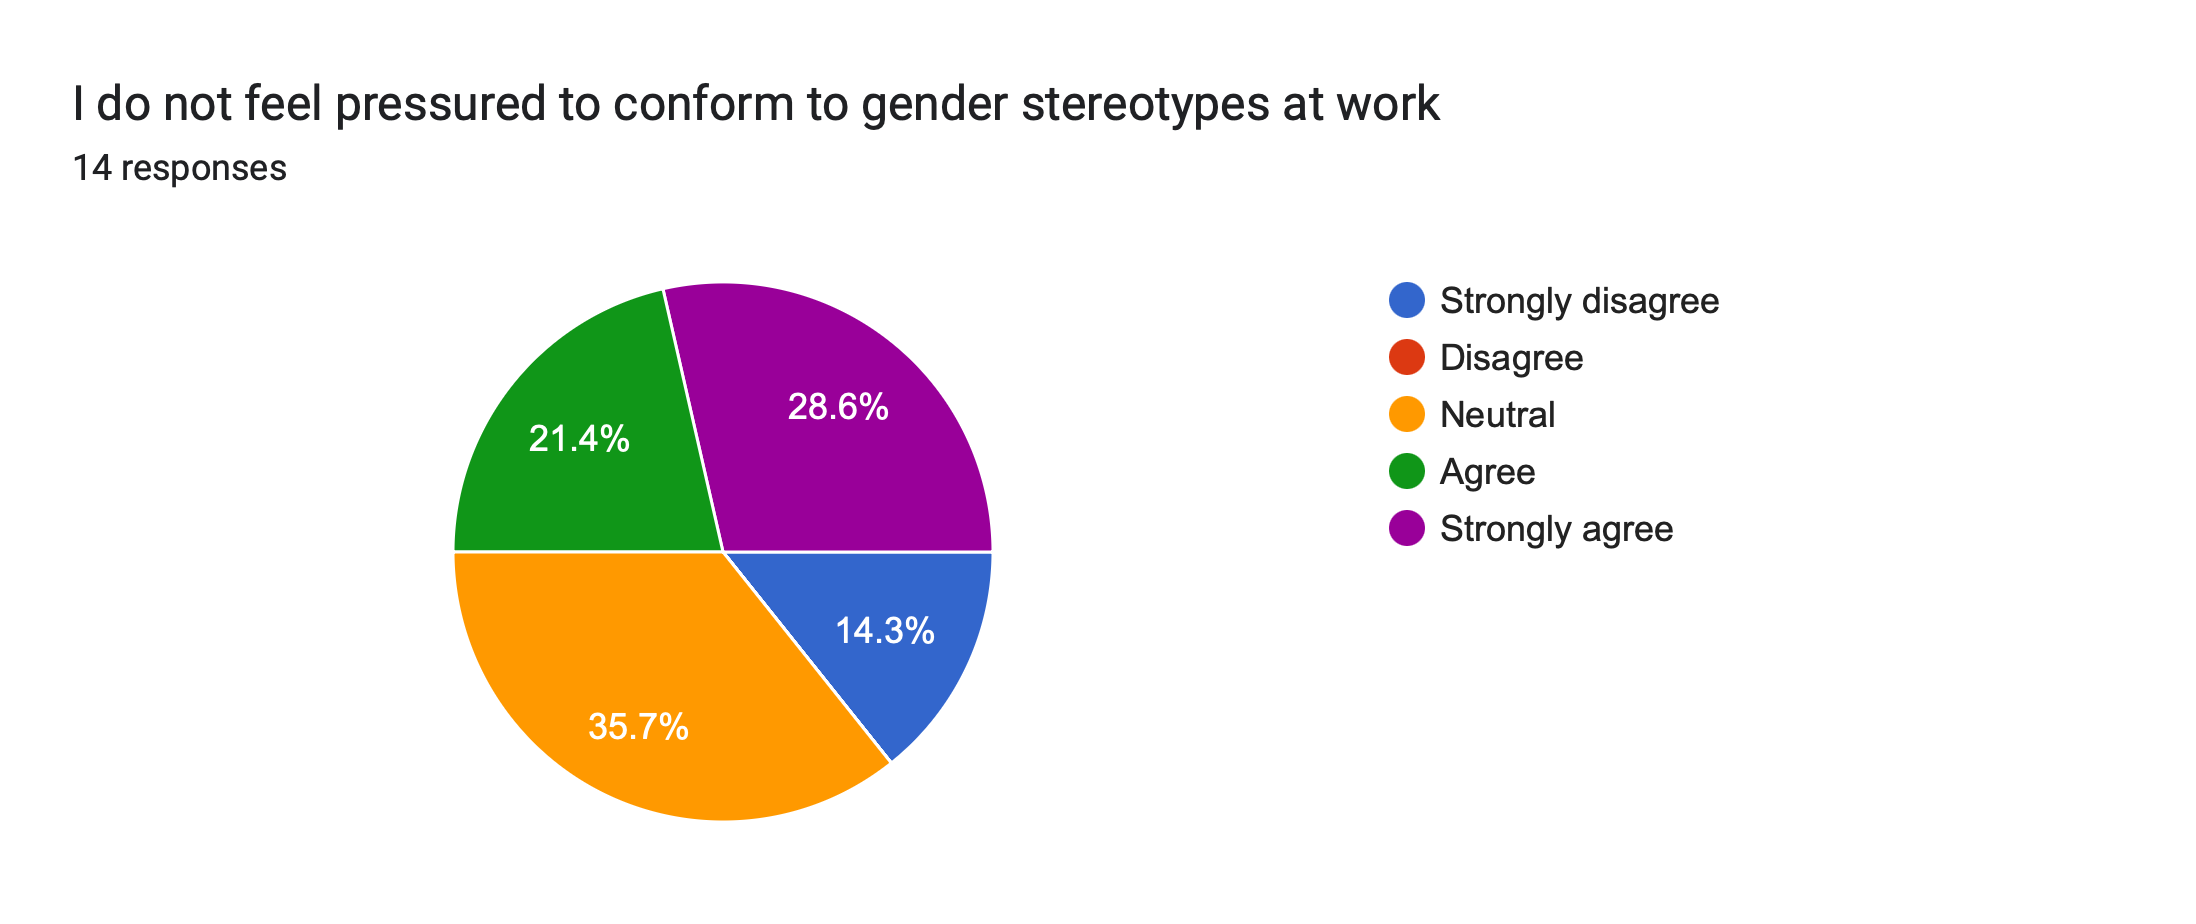 I do not feel pressured to conform to gender stereotypes at work
14 responses
28.6%
21.4%
14.3%
35.7%
Strongly disagree
Disagree
Neutral
Agree
Strongly agree